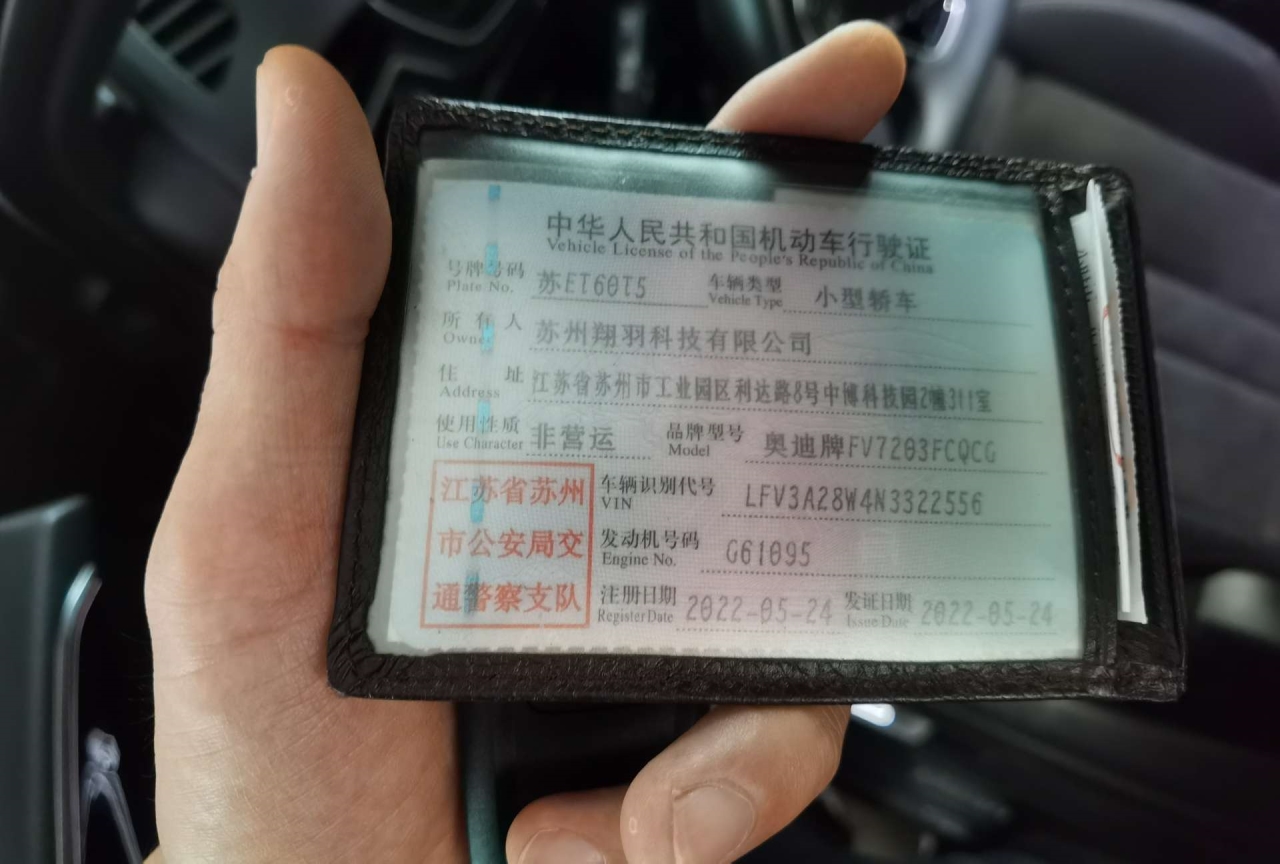 中华人民共和国机动车行驶证
Vehicle License of the People's Republic of China
号牌号码 苏ET60T5 车辆类型 小型轿车
Plate No. Vehicle Type
所有人 苏州翔羽科技有限公司
Owner
住址 江苏省苏州市工业园区利达路8号中博科技园2幢311室
Address
使用性质 非营运 品牌型号 奥迪牌FV7203FCQCG
Use Character Model
江苏省苏州
市公安局交
通警察支队
车辆识别代号 LFV3A28W4N3322556
VIN
发动机号码 G61095
Engine No.
注册日期 2022-05-24 发证日期 2022-05-24
Register Date Issue Date